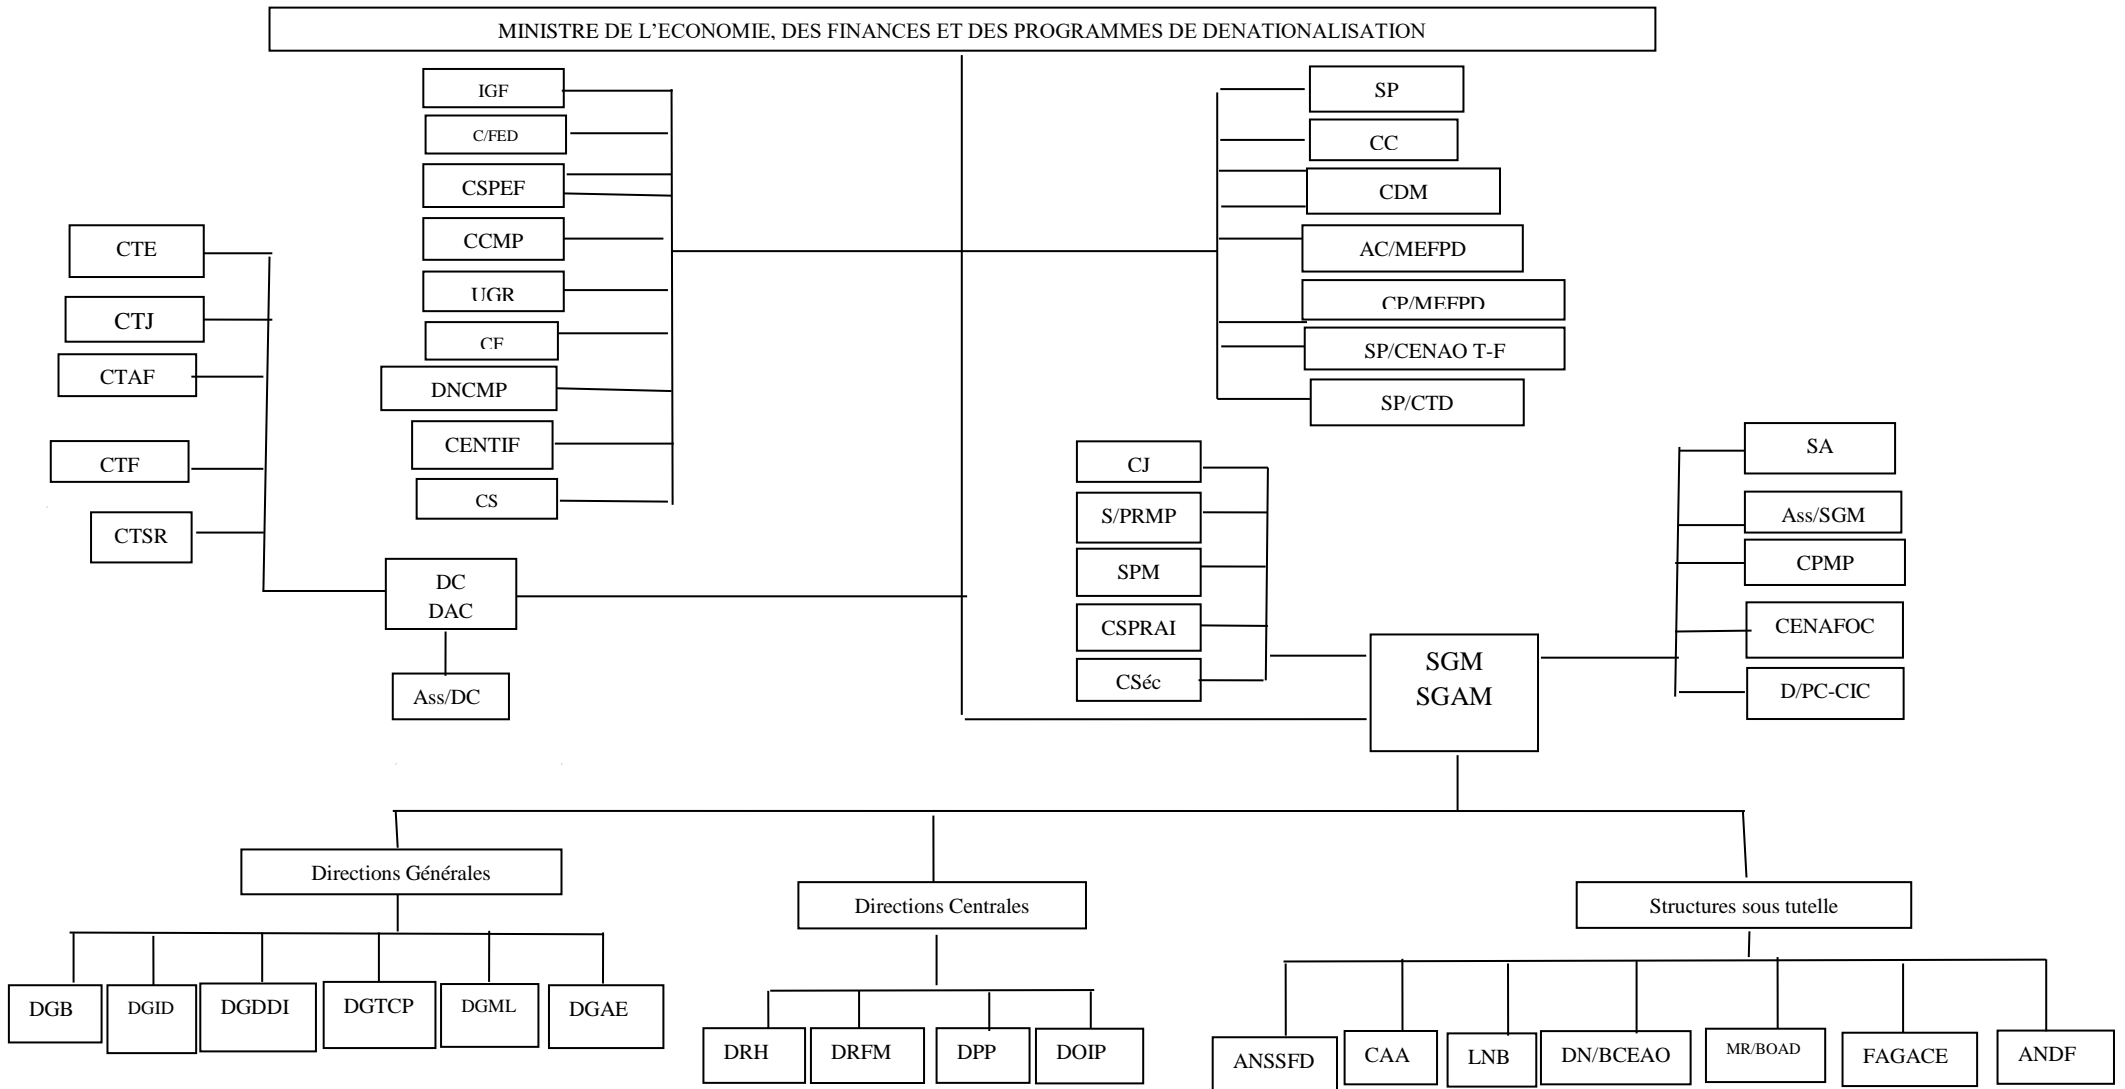 MINISTRE DE L'ECONOMIE, DES FINANCES ET DES PROGRAMMES DE DENATIONALISATION
IGF
C/FED
CSPEF
CCMP
UGR
CF
DNCMP
CENTIF
CS
SP
CC
CDM
AC/MEFPD
CP/MEFPD
SP/CENAO T-F
SP/CTD
CTE
CTJ
CTAF
CTF
CTSR
DC
DAC
Ass/DC
CJ
S/PRMP
SPM
CSPRAI
CSéc
SGM
SGAM
SA
Ass/SGM
CPMP
CENAFOC
D/PC-CIC
Directions Générales
Directions Centrales
Structures sous tutelle
DGB
DGID
DGDDI
DGTCP
DGML
DGAE
DRH
DRFM
DPP
DOIP
ANSSFD
CAA
LNB
DN/BCEAO
MR/BOAD
FAGACE
ANDF